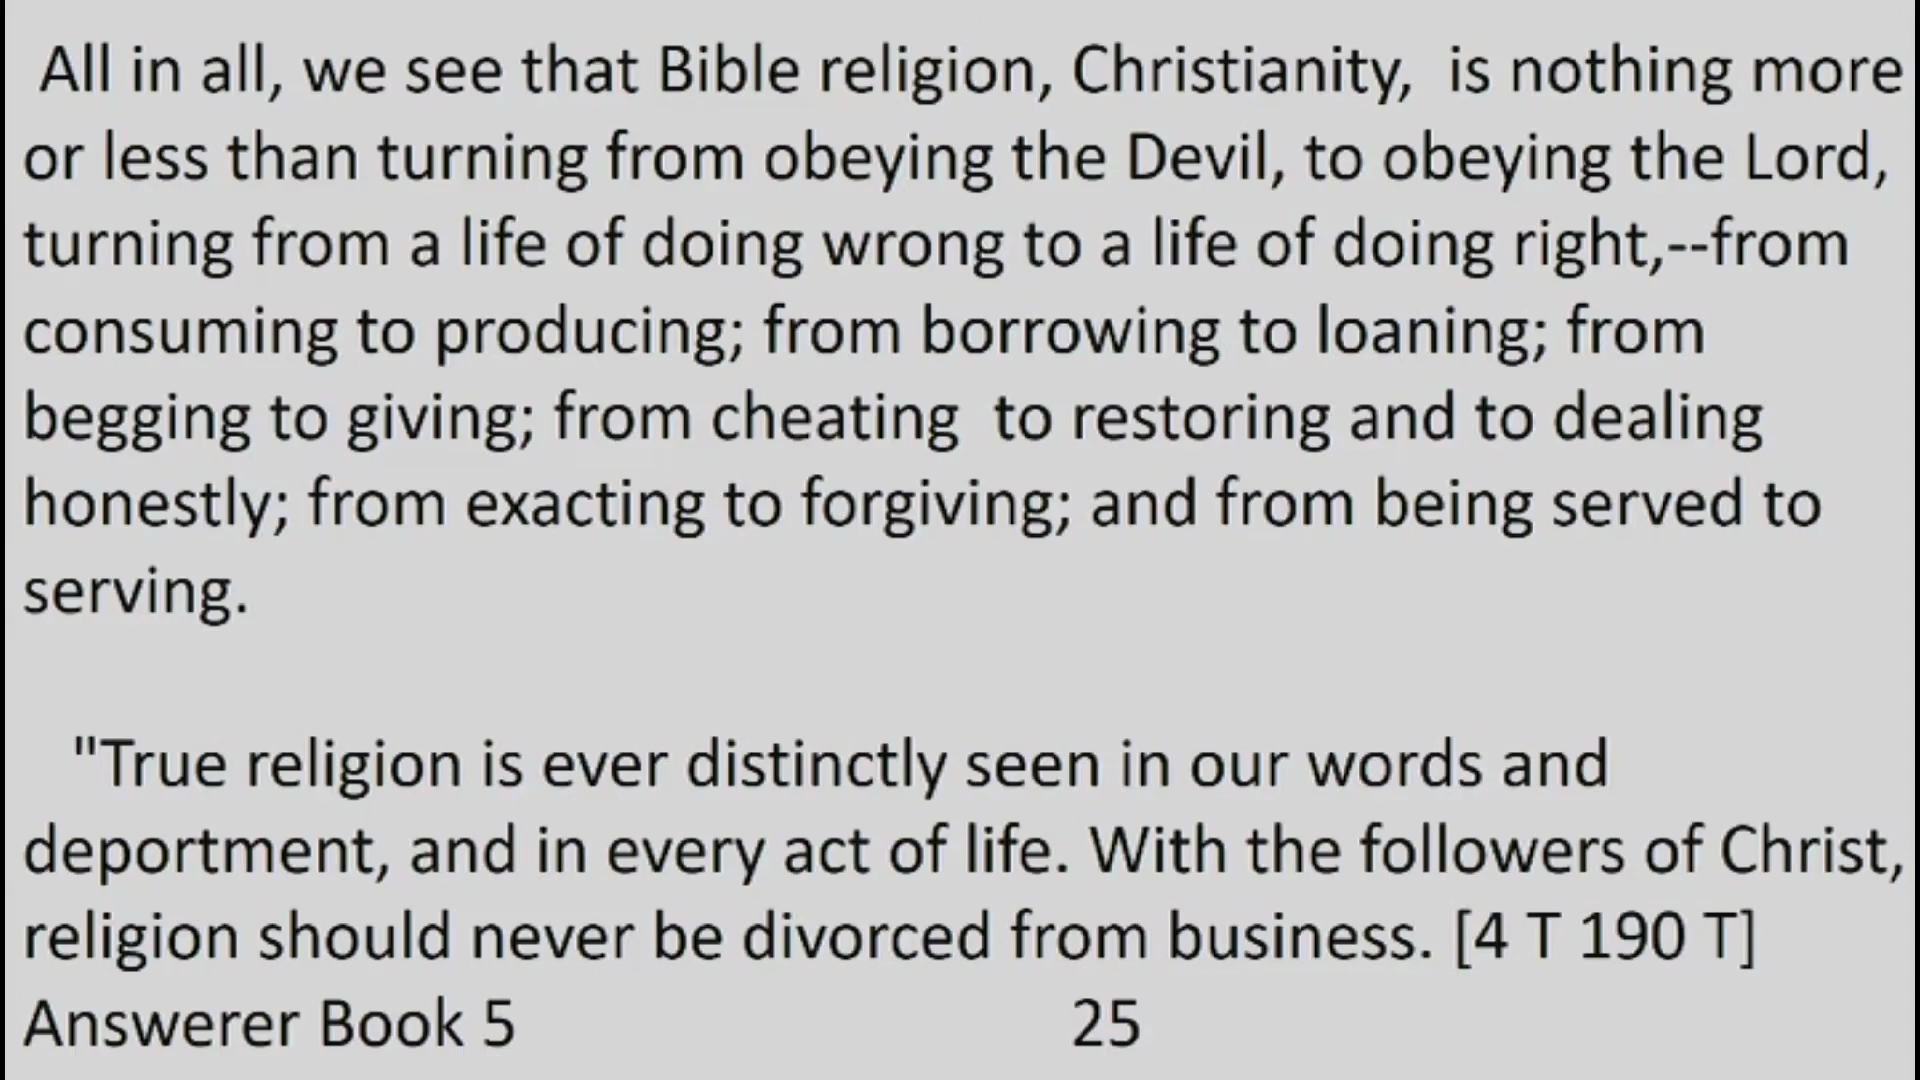 All in all, we see that Bible religion, Christianity,  is nothing more
or less than turning from obeying the Devil, to obeying the Lord,
turning from a life of doing wrong to a life of doing right,--from
consuming to producing; from borrowing to loaning; from
begging to giving; from cheating  to restoring and to dealing
honestly; from exacting to forgiving; and from being served to
serving.
"True religion is ever distinctly seen in our words and
deportment, and in every act of life. With the followers of Christ,
religion should never be divorced from business. [4 T 190 T]
Answerer Book 5 25